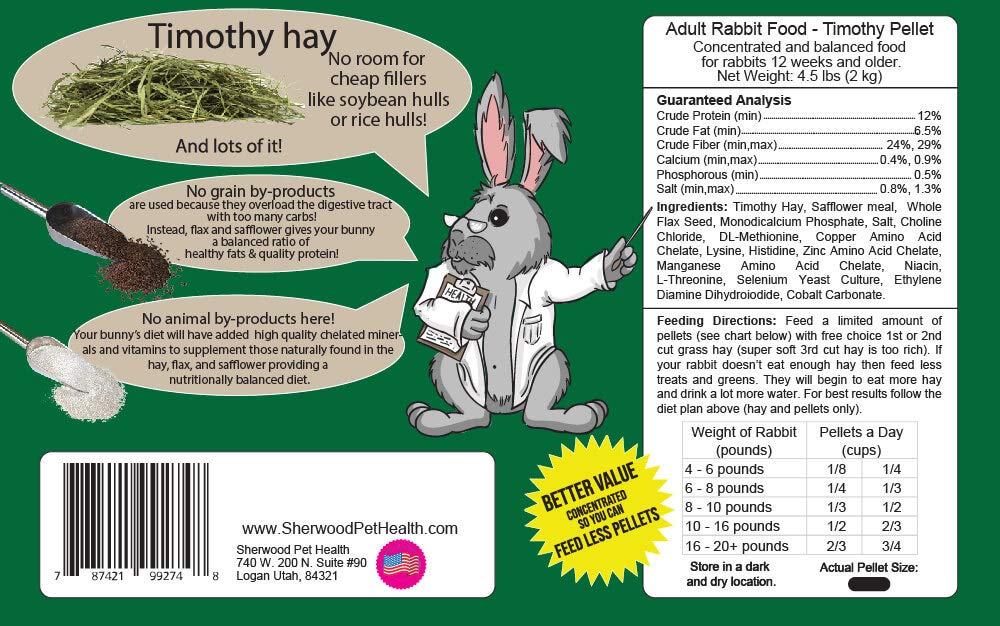 Timothy hay
No room for
cheap fillers
like soybean hulls
or rice hulls!
And lots of it!
No grain by-products
are used because they overload the digestive tract
with too many carbs!
Instead, flax and safflower gives your bunny
a balanced ratio of
healthy fats & quality protein!
No animal by-products here!
Your bunny's diet will have added high quality chelated miner-
als and vitamins to supplement those naturally found in the
hay, flax, and safflower providing a
nutritionally balanced diet.
HEALTH
BETTER VALUE
CONCENTRATED
SO YOU CAN
FEED LESS PELLETS
www.SherwoodPetHealth.com
Sherwood Pet Health
740 W. 200 N. Suite #90
Logan Utah, 84321
7 87421 99274 8
Adult Rabbit Food - Timothy Pellet
Concentrated and balanced food
for rabbits 12 weeks and older.
Net Weight: 4.5 lbs (2 kg)
Guaranteed Analysis
Crude Protein (min)........ 12%
Crude Fat (min)........6.5%
Crude Fiber (min,max)........ 24%, 29%
Calcium (min,max)........0.4%, 0.9%
Phosphorous (min)........ 0.5%
Salt (min,max)........ 0.8%, 1.3%
Ingredients: Timothy Hay, Safflower meal, Whole
Flax Seed, Monodicalcium Phosphate, Salt, Choline
Chloride, DL-Methionine, Copper Amino Acid
Chelate, Lysine, Histidine, Zinc Amino Acid Chelate,
Manganese Amino Acid Chelate, Niacin,
L-Threonine, Selenium Yeast Culture, Ethylene
Diamine Dihydroiodide, Cobalt Carbonate.
Feeding Directions: Feed a limited amount of
pellets (see chart below) with free choice 1st or 2nd
cut grass hay (super soft 3rd cut hay is too rich). If
your rabbit doesn't eat enough hay then feed less
treats and greens. They will begin to eat more hay
and drink a lot more water. For best results follow the
diet plan above (hay and pellets only).
Weight of Rabbit Pellets a Day
(pounds) (cups)
4 - 6 pounds 1/8 1/4
6 - 8 pounds 1/4 1/3
8 - 10 pounds 1/3 1/2
10 - 16 pounds 1/2 2/3
16 - 20+ pounds 2/3 3/4
Store in a dark
and dry location.
Actual Pellet Size: